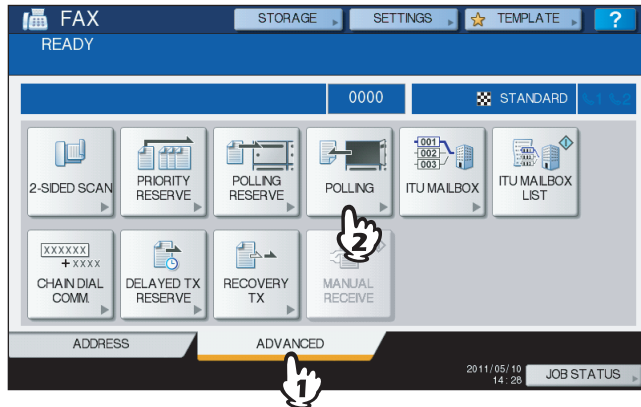 FAX
STORAGE
SETTINGS
TEMPLATE
?
READY
0000
STANDARD
1
2
2-SIDED SCAN
PRIORITY
RESERVE
POLLING
RESERVE
POLLING
001
002
003
ITU MAILBOX
ITU MAILBOX
LIST
2
XXXXXX
+ XXXX
CHAIN DIAL
COMM.
DELAYED TX
RESERVE
RECOVERY
TX
MANUAL
RECEIVE
ADDRESS
ADVANCED
1
2011/05/10
14:28
JOB STATUS